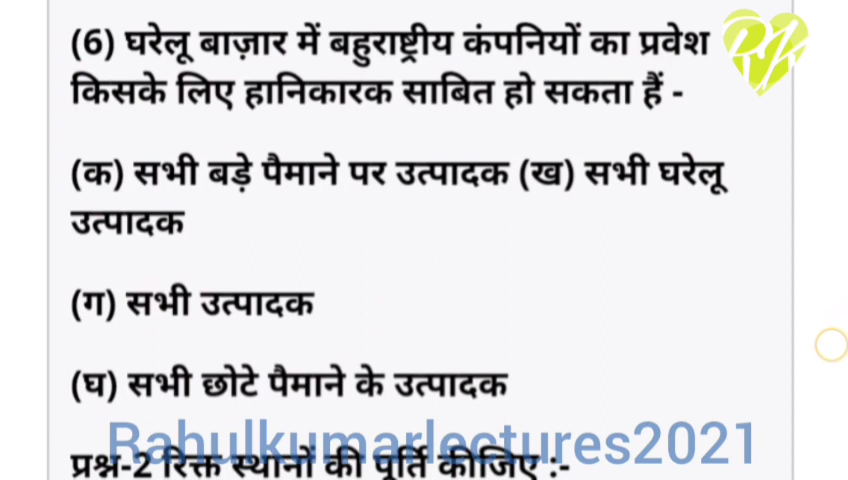 (6) घरेलू बाज़ार में बहुराष्ट्रीय कंपनियों का प्रवेश
किसके लिए हानिकारक साबित हो सकता हैं -
(क) सभी बड़े पैमाने पर उत्पादक (ख) सभी घरेलू
उत्पादक
(ग) सभी उत्पादक
(घ) सभी छोटे पैमाने के उत्पादक
Rahulkumarlectures2021
प्रश्न-2 रिक्त स्थानों की पूर्ति कीजिए :-
RK